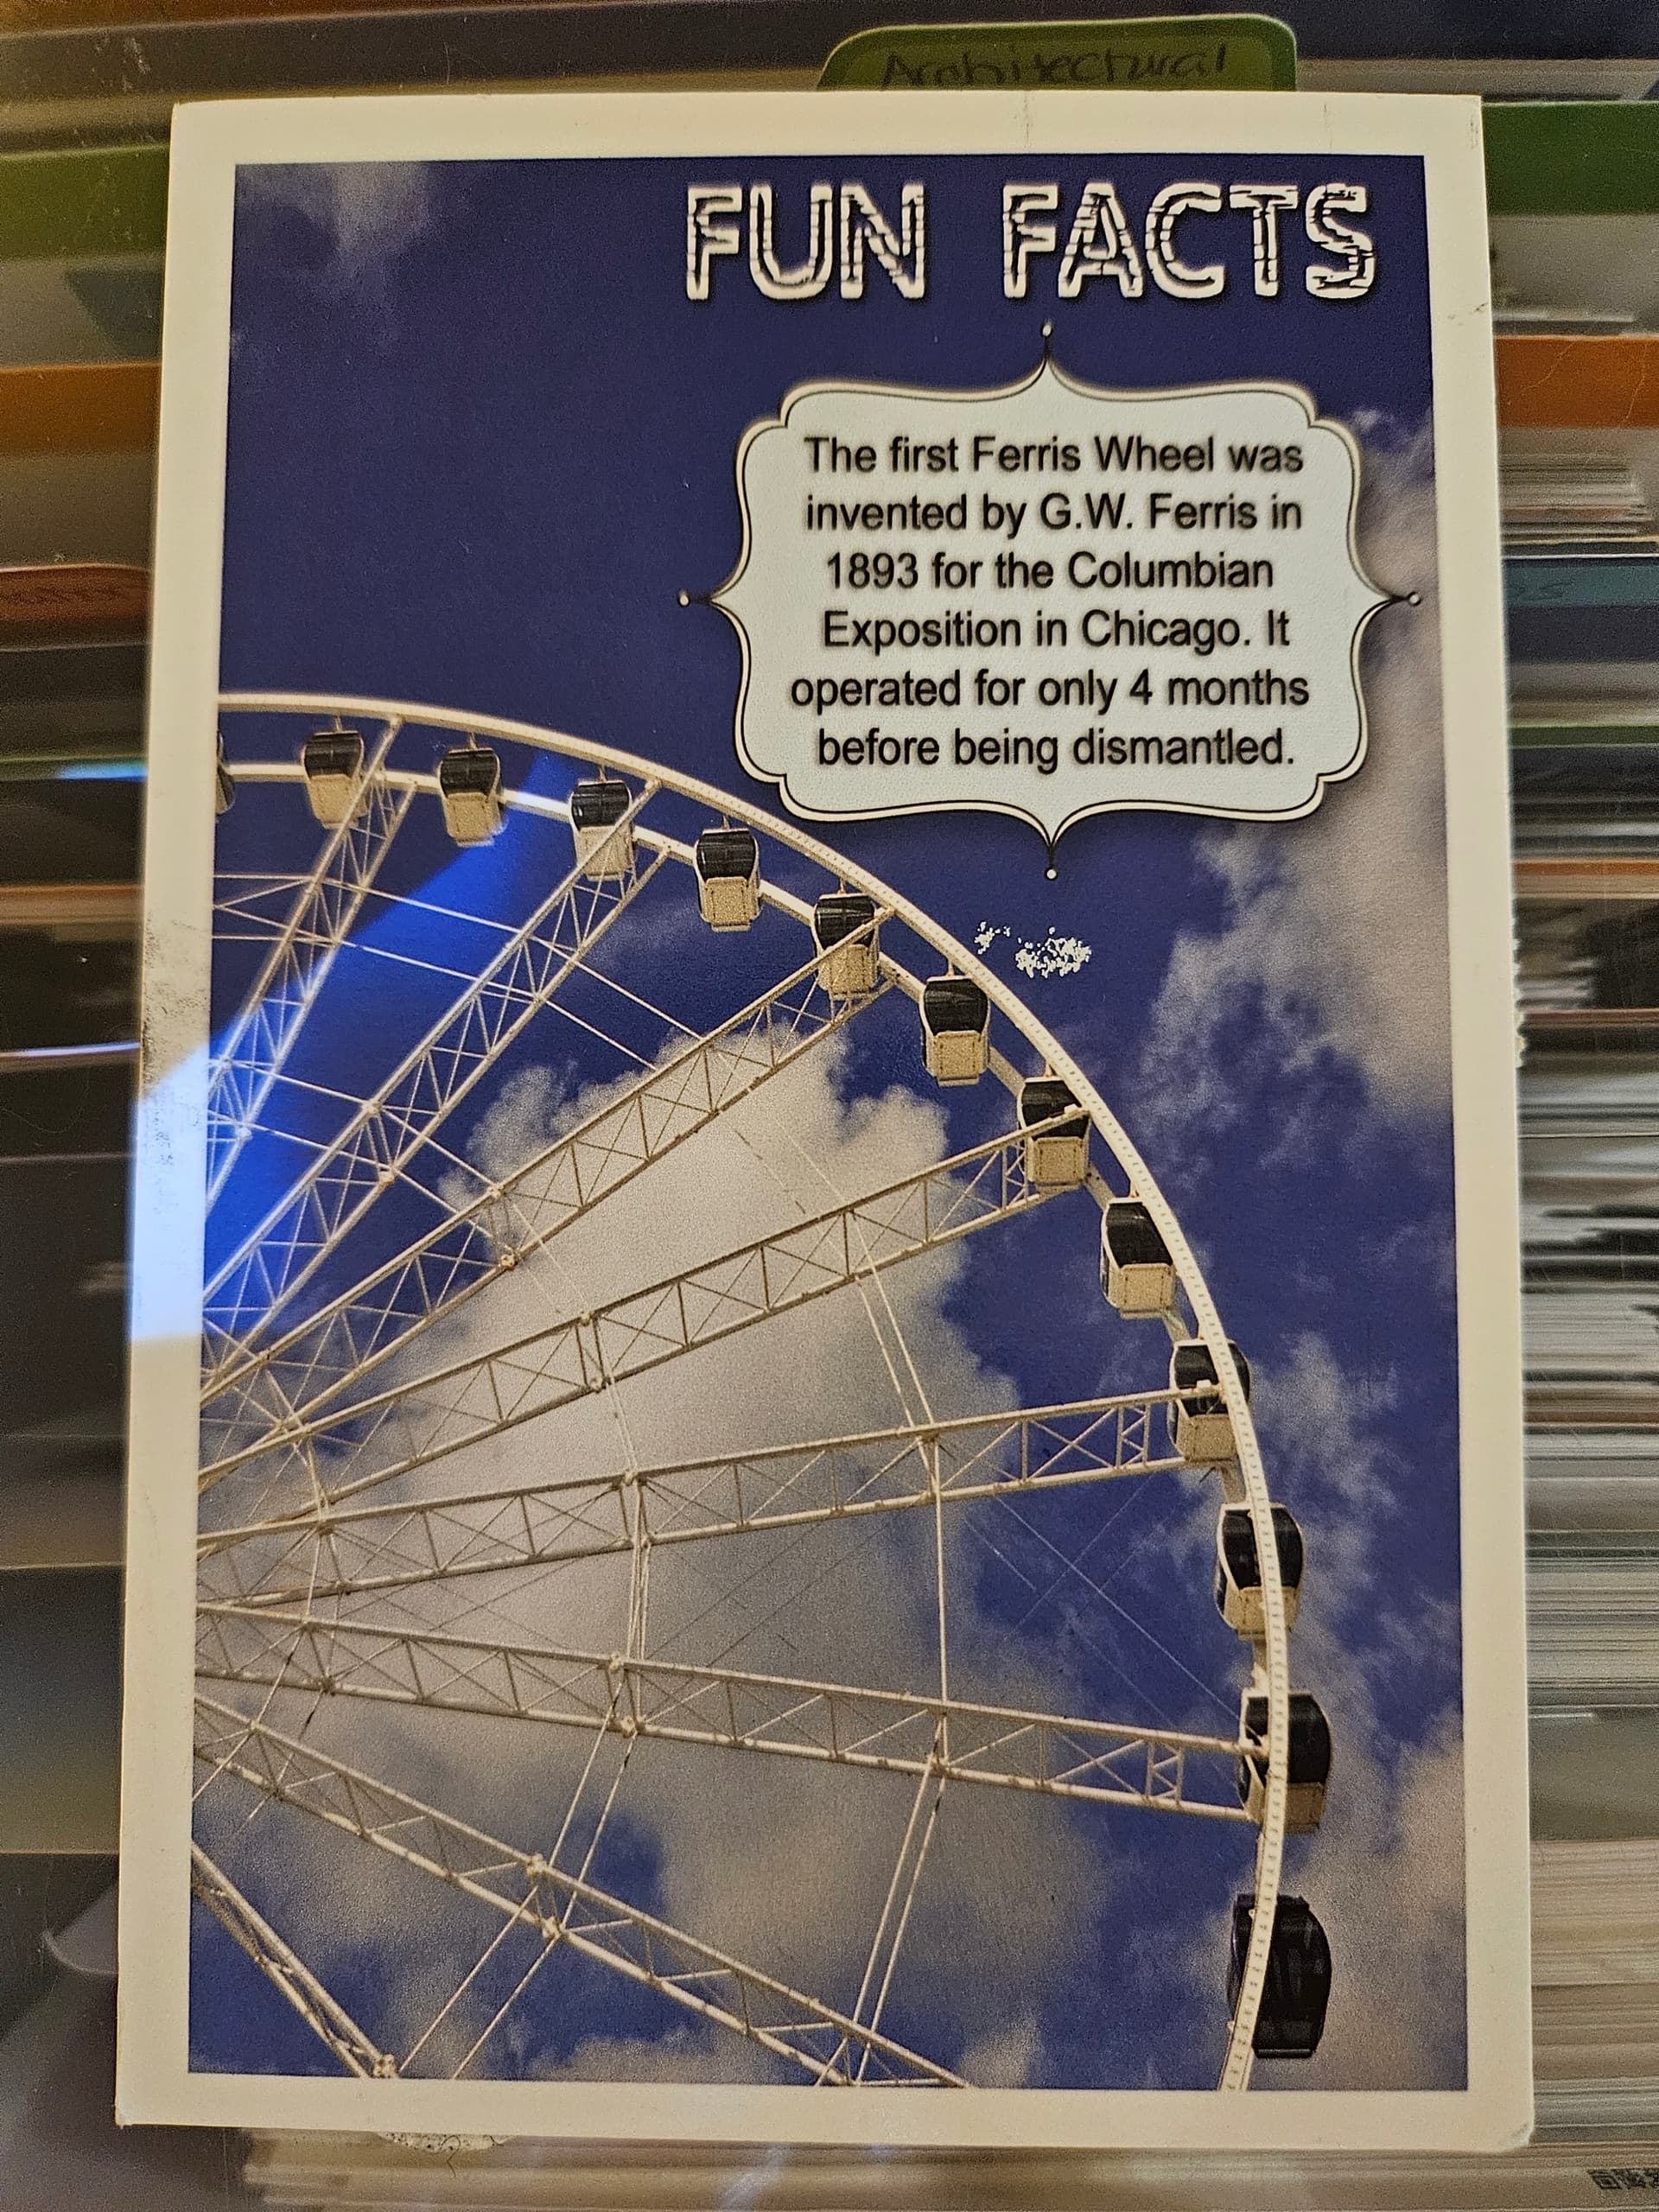 Architectural
FUN FACTS
The first Ferris Wheel was
invented by G.W. Ferris in
1893 for the Columbian
Exposition in Chicago. It
operated for only 4 months
before being dismantled.